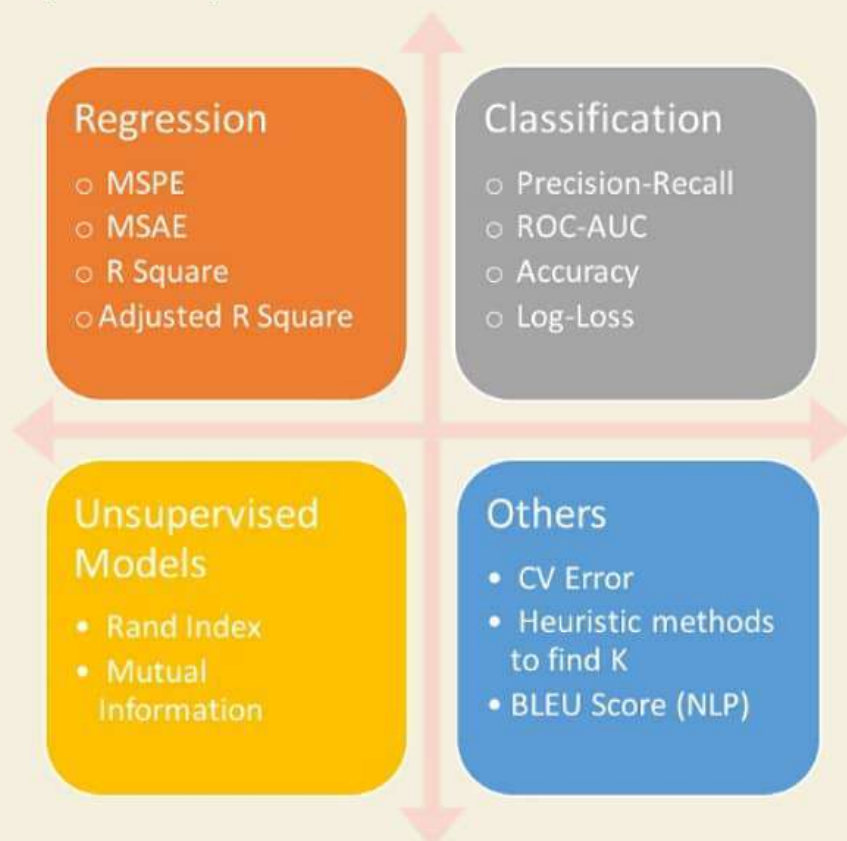 Regression
○ MSPE
○ MSAE
○ R Square
○ Adjusted R Square
Classification
○ Precision-Recall
○ ROC-AUC
○ Accuracy
○ Log-Loss
Unsupervised
Models
• Rand Index
• Mutual
Information
Others
• CV Error
• Heuristic methods
to find K
• BLEU Score (NLP)